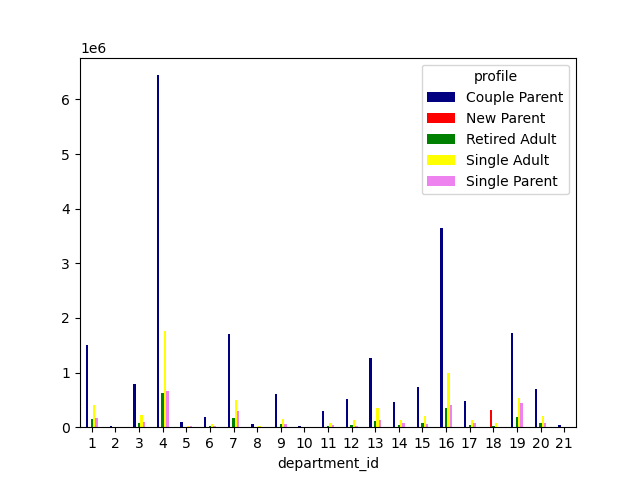 1e6
6
5
4
3
2
1
0
profile
Couple Parent
New Parent
Retired Adult
Single Adult
Single Parent
1 2 3 4 5 6 7 8 9 10 11 12 13 14 15 16 17 18 19 20 21
department_id